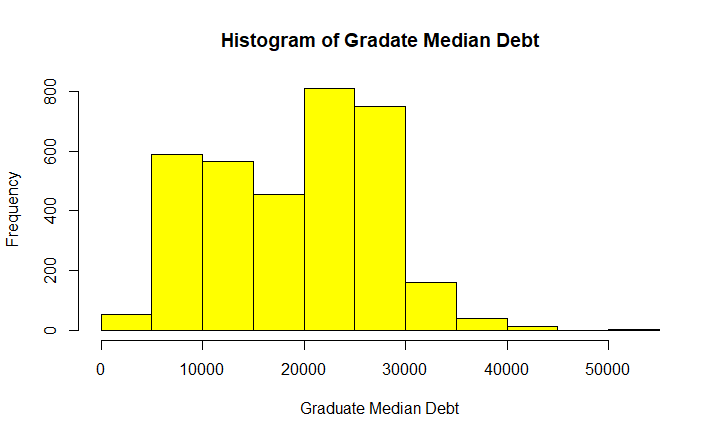 Histogram of Gradate Median Debt
Frequency
800
600
400
200
0
0 10000 20000 30000 40000 50000
Graduate Median Debt